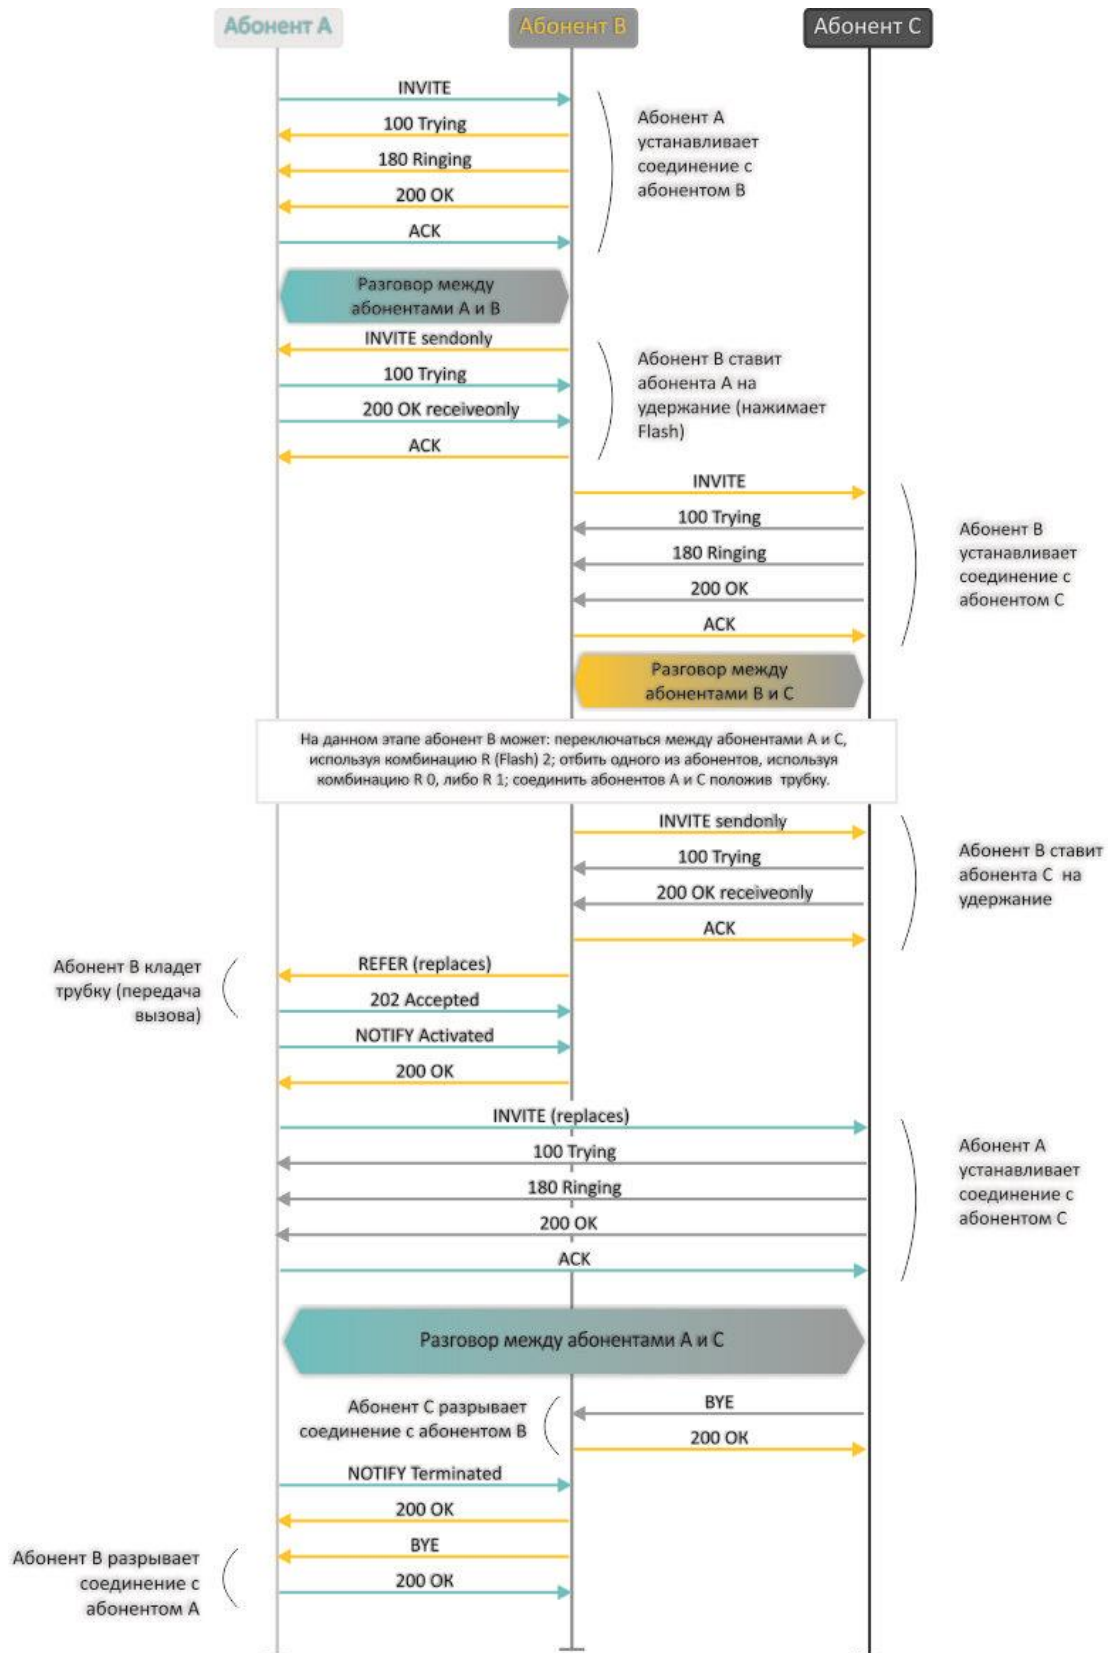 Абонент A
Абонент B
Абонент C
INVITE
100 Trying
180 Ringing
200 OK
ACK
Абонент A
устанавливает
соединение с
абонентом B
Разговор между
абонентами A и B
INVITE sendonly
100 Trying
200 OK receiveonly
ACK
Абонент B ставит
абонента A на
удержание (нажимает
Flash)
INVITE
100 Trying
180 Ringing
200 OK
ACK
Абонент B
устанавливает
соединение с
абонентом C
Разговор между
абонентами B и C
На данном этапе абонент B может: переключаться между абонентами A и C,
используя комбинацию R (Flash) 2; отбить одного из абонентов, используя
комбинацию R 0, либо R 1; соединить абонентов A и C положив трубку.
INVITE sendonly
100 Trying
200 OK receiveonly
ACK
Абонент B ставит
абонента C на
удержание
Абонент B кладет
трубку (передача
вызова)
REFER (replaces)
202 Accepted
NOTIFY Activated
200 OK
INVITE (replaces)
100 Trying
180 Ringing
200 OK
ACK
Абонент A
устанавливает
соединение с
абонентом C
Разговор между абонентами A и C
Абонент C разрывает
соединение с абонентом B
BYE
200 OK
NOTIFY Terminated
200 OK
BYE
200 OK
Абонент B разрывает
соединение с
абонентом A